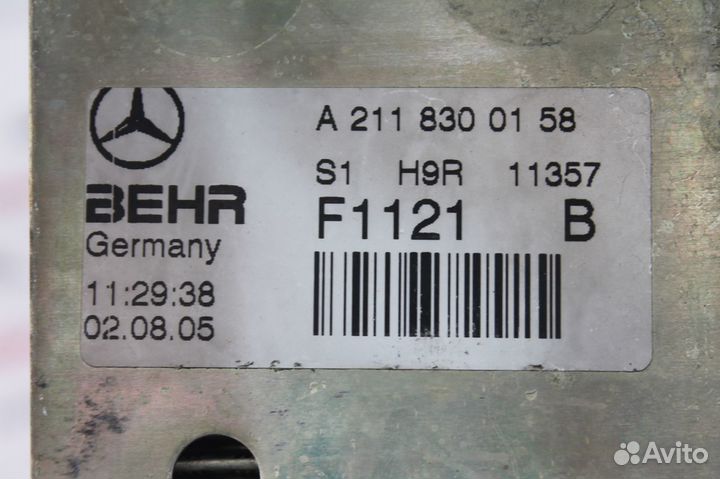 A 211 830 01 58
S1 H9R 11357
BEHR
F1121 B
Germany
11:29:38
02.08.05
Avito